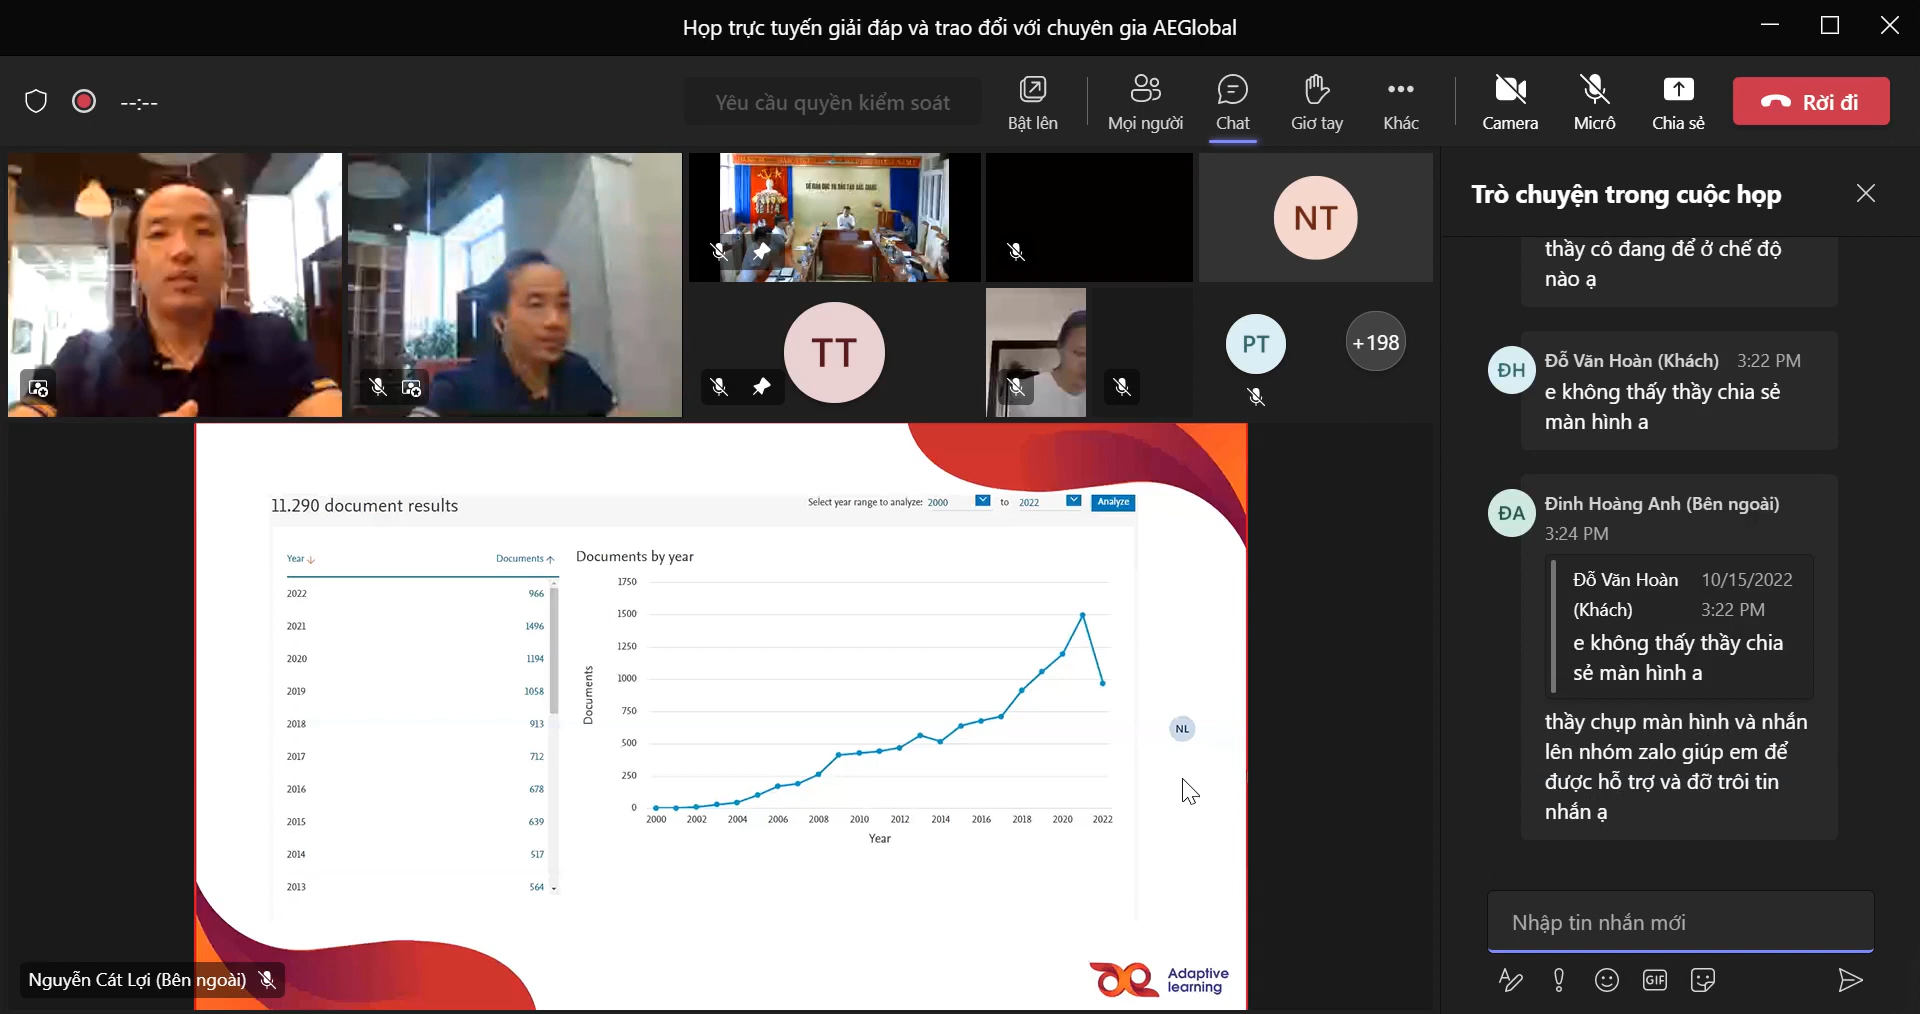 Họp trực tuyến giải đáp và trao đổi với chuyên gia AEGlobal
--:--
Yêu cầu quyền kiểm soát
Bật lên
Mọi người
Chat
Giơ tay
Khác
Camera
Micrô
Chia sẻ
Rời đi
SỞ GIÁO DỤC VÀ ĐÀO TẠO BẮC GIANG
NT
TT
PT
+198
11.290 document results
Select year range to analyze: 2000 to 2022 Analyze
Year Documents
2022 966
2021 1496
2020 1194
2019 1058
2018 913
2017 712
2016 678
2015 639
2014 517
2013 564
Documents by year
Documents
1750
1500
1250
1000
750
500
250
0
2000 2002 2004 2006 2008 2010 2012 2014 2016 2018 2020 2022
Year
NL
Adaptive
learning
Nguyễn Cát Lợi (Bên ngoài)
Trò chuyện trong cuộc họp
thầy cô đang để ở chế độ
nào ạ
ĐH
Đỗ Văn Hoàn (Khách) 3:22 PM
e không thấy thầy chia sẻ
màn hình a
ĐA
Đinh Hoàng Anh (Bên ngoài)
3:24 PM
Đỗ Văn Hoàn 10/15/2022
(Khách) 3:22 PM
e không thấy thầy chia
sẻ màn hình a
thầy chụp màn hình và nhắn
lên nhóm zalo giúp em để
được hỗ trợ và đỡ trôi tin
nhắn ạ
Nhập tin nhắn mới
GIF